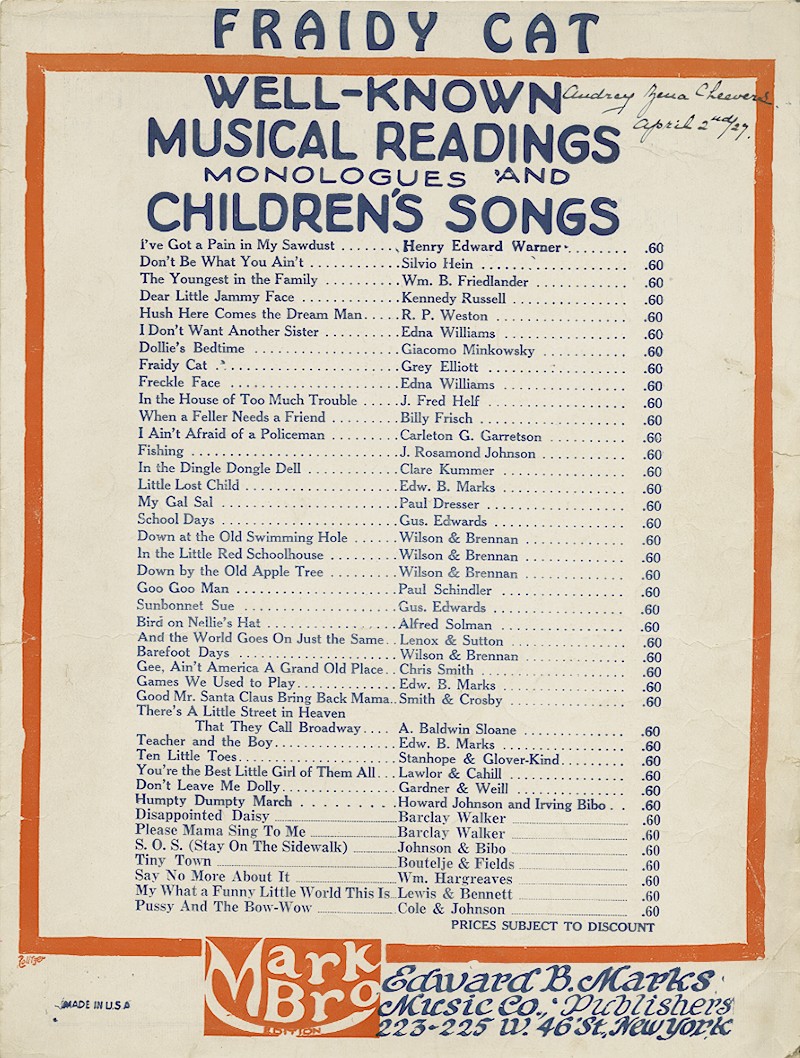 FRAIDY CAT
WELL-KNOWN
Audrey Zena Cheevers.
April 2nd/27.
MUSICAL READINGS
MONOLOGUES AND
CHILDREN'S SONGS
I've Got a Pain in My Sawdust ........ Henry Edward Warner ........ .60
Don't Be What You Ain't ............ Silvio Hein .................... .60
The Youngest in the Family .......... Wm. B. Friedlander ............. .60
Dear Little Jammy Face ............. Kennedy Russell ................ .60
Hush Here Comes the Dream Man..... R. P. Weston ................... .60
I Don't Want Another Sister ......... Edna Williams .................. .60
Dollie's Bedtime .................. Giacomo Minkowsky ............ .60
Fraidy Cat ....................... Grey Elliott .................... .60
Freckle Face ..................... Edna Williams .................. .60
In the House of Too Much Trouble ..... J. Fred Helf .................... .60
When a Feller Needs a Friend ........ Billy Frisch .................... .60
I Ain't Afraid of a Policeman ......... Carleton G. Garretson ........... .60
Fishing .......................... J. Rosamond Johnson ............ .60
In the Dingle Dongle Dell ........... Clare Kummer ................. .60
Little Lost Child .................. Edw. B. Marks ................. .60
My Gal Sal ...................... Paul Dresser ................... .60
School Days ..................... Gus. Edwards .................. .60
Down at the Old Swimming Hole ...... Wilson & Brennan .............. .60
In the Little Red Schoolhouse ........ Wilson & Brennan .............. .60
Down by the Old Apple Tree ......... Wilson & Brennan .............. .60
Goo Goo Man .................... Paul Schindler ................. .60
Sunbonnet Sue ................... Gus. Edwards .................. .60
Bird on Nellie's Hat ............... Alfred Solman .................. .60
And the World Goes On Just the Same.. Lenox & Sutton ................ .60
Barefoot Days ................... Wilson & Brennan .............. .60
Gee, Ain't America A Grand Old Place.. Chris Smith ................... .60
Games We Used to Play............. Edw. B. Marks ................. .60
Good Mr. Santa Claus Bring Back Mama.. Smith & Crosby ................ .60
There's A Little Street in Heaven
That They Call Broadway.... A. Baldwin Sloane .............. .60
Teacher and the Boy............... Edw. B. Marks ................. .60
Ten Little Toes................... Stanhope & Glover-Kind......... .60
You're the Best Little Girl of Them All... Lawlor & Cahill ................ .60
Don't Leave Me Dolly.............. Gardner & Weill ................ .60
Humpty Dumpty March . . . . . . . . . Howard Johnson and Irving Bibo . . .60
Disappointed Daisy ............... Barclay Walker ................. .60
Please Mama Sing To Me ........... Barclay Walker ................. .60
S. O. S. (Stay On The Sidewalk) ....... Johnson & Bibo ................. .60
Tiny Town ...................... Boutelje & Fields ............... .60
Say No More About It ............. Wm. Hargreaves ............... .60
My What a Funny Little World This Is.. Lewis & Bennett ................ .60
Pussy And The Bow-Wow .......... Cole & Johnson ................ .60
PRICES SUBJECT TO DISCOUNT
MADE IN U.S.A
Mark Bro
EDITION
Edward B. Marks
Music Co., Publishers
223-225 W. 46 St, New York